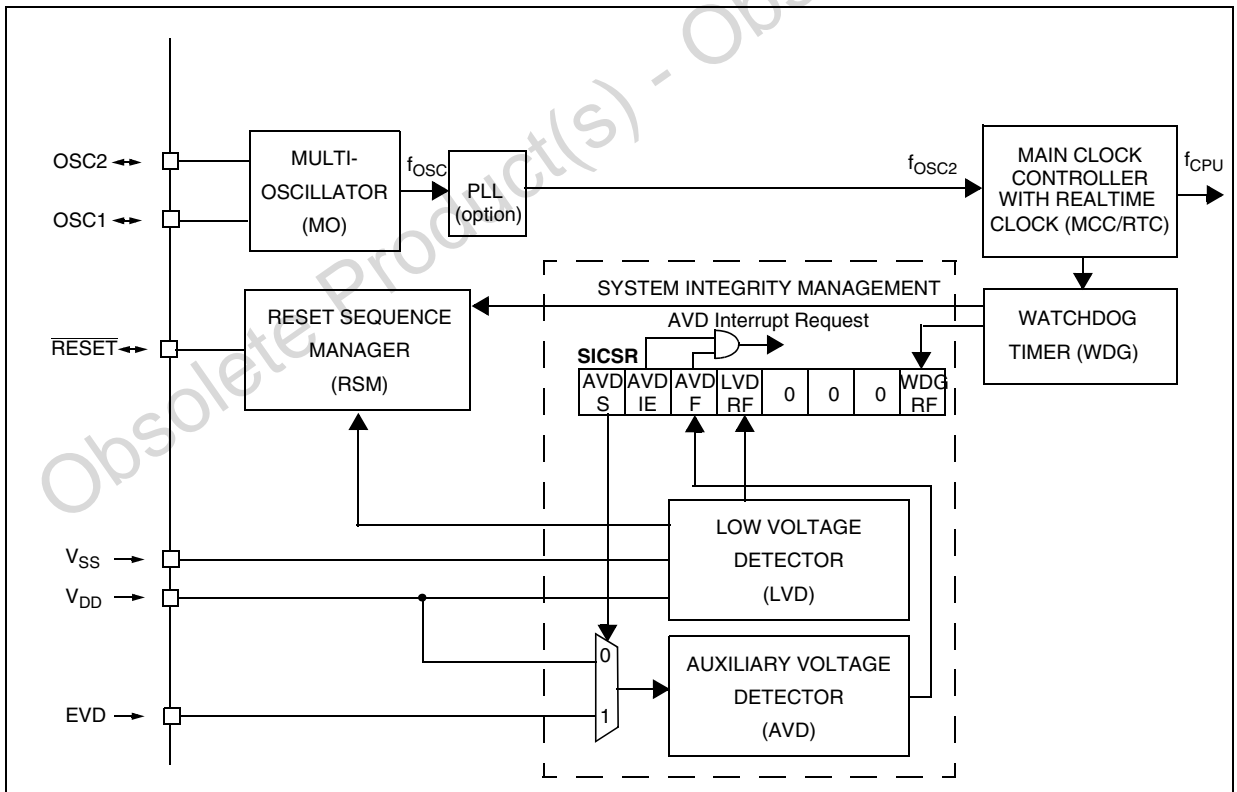 Obsolete Product(s) - Obs
OSC2
OSC1
RESET
VSS
VDD
EVD
MULTI-
OSCILLATOR
(MO)
fOSC
PLL
(option)
fOSC2
MAIN CLOCK
CONTROLLER
WITH REALTIME
CLOCK (MCC/RTC)
fCPU
RESET SEQUENCE
MANAGER
(RSM)
SYSTEM INTEGRITY MANAGEMENT
AVD Interrupt Request
WATCHDOG
TIMER (WDG)
SICSR
AVD AVD AVD LVD 0 0 0 WDG
S IE F RF RF
LOW VOLTAGE
DETECTOR
(LVD)
0
1
AUXILIARY VOLTAGE
DETECTOR
(AVD)